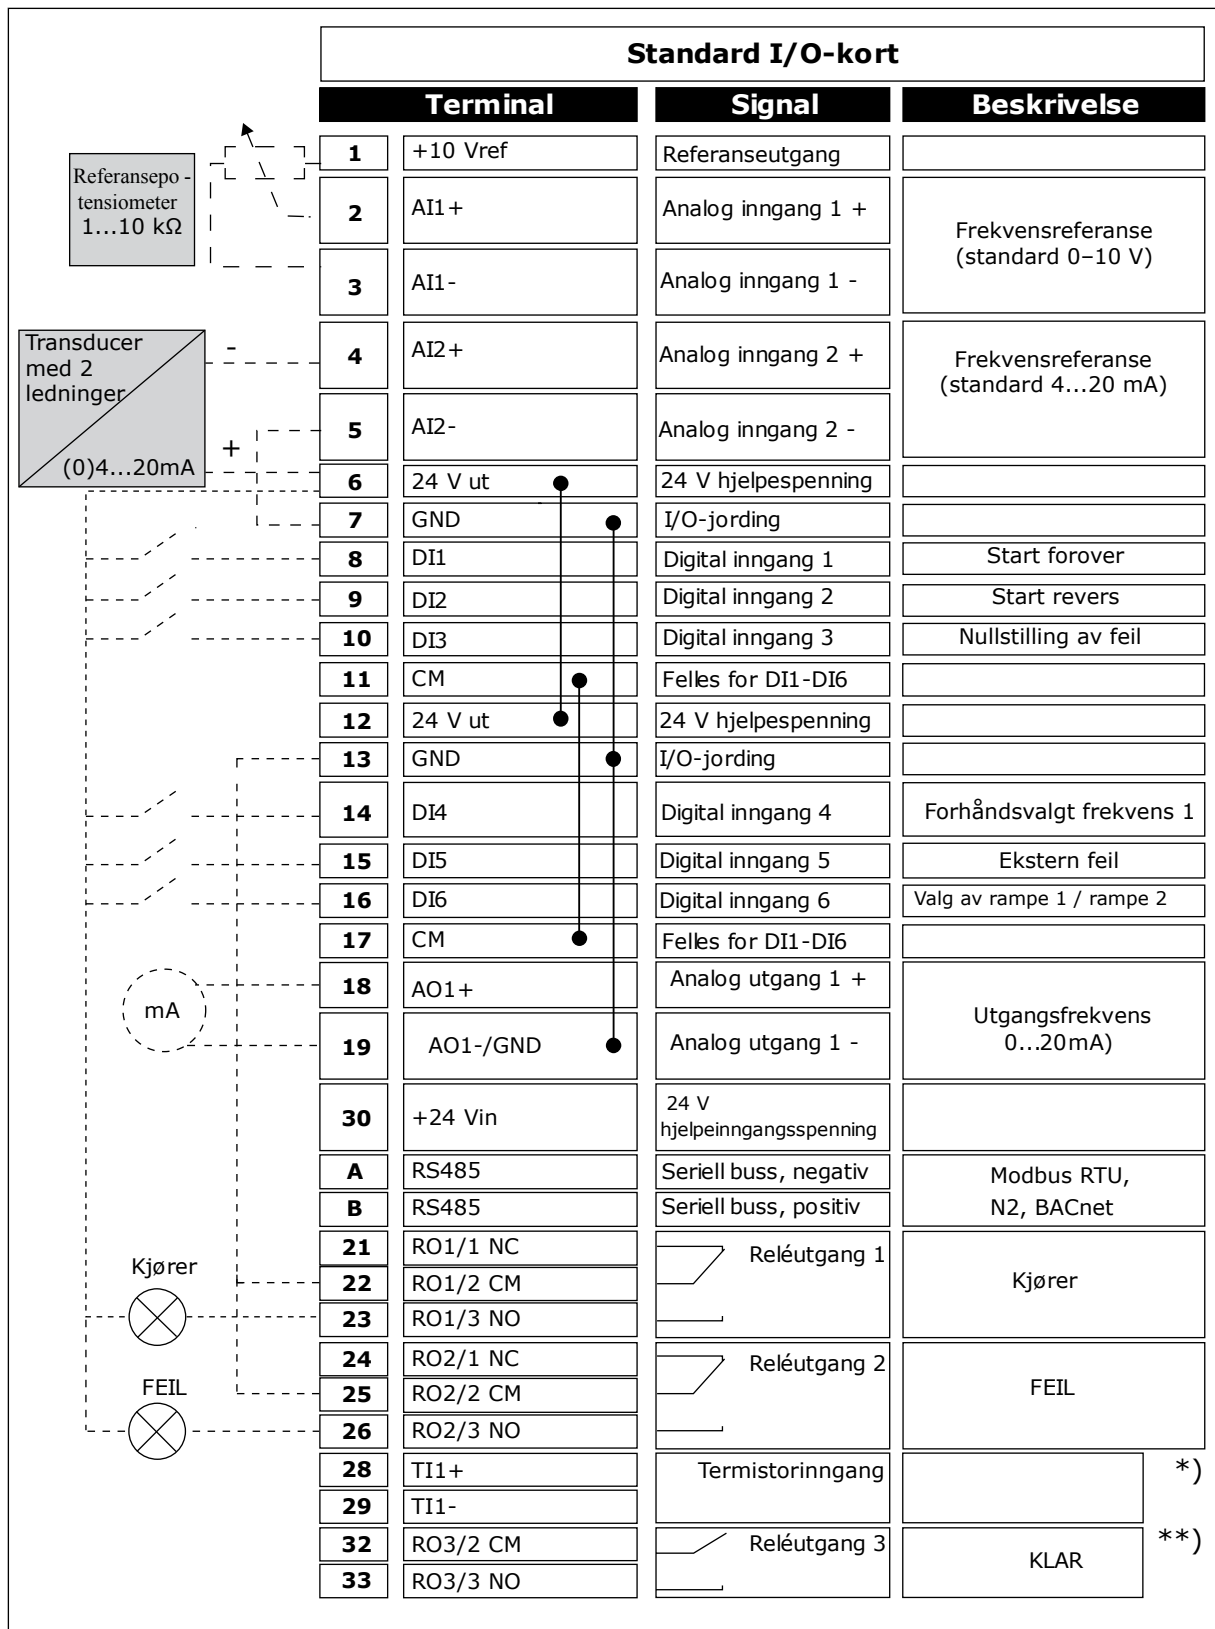 Standard I/O-kort
Terminal Signal Beskrivelse
Referansepo -
tensiometer
1...10 kΩ
1 +10 Vref Referanseutgang
2 AI1+ Analog inngang 1 +
3 AI1- Analog inngang 1 -
Frekvensreferanse
(standard 0–10 V)
Transducer
med 2
ledninger
(0)4...20mA
-
+
4 AI2+ Analog inngang 2 +
5 AI2- Analog inngang 2 -
Frekvensreferanse
(standard 4...20 mA)
6 24 V ut 24 V hjelpespenning
7 GND I/O-jording
8 DI1 Digital inngang 1 Start forover
9 DI2 Digital inngang 2 Start revers
10 DI3 Digital inngang 3 Nullstilling av feil
11 CM Felles for DI1-DI6
12 24 V ut 24 V hjelpespenning
13 GND I/O-jording
14 DI4 Digital inngang 4 Forhåndsvalgt frekvens 1
15 DI5 Digital inngang 5 Ekstern feil
16 DI6 Digital inngang 6 Valg av rampe 1 / rampe 2
17 CM Felles for DI1-DI6
mA
18 AO1+ Analog utgang 1 +
19 AO1-/GND Analog utgang 1 -
Utgangsfrekvens
0...20mA)
30 +24 Vin 24 V
hjelpeinngangsspenning
A RS485 Seriell buss, negativ
B RS485 Seriell buss, positiv
Modbus RTU,
N2, BACnet
Kjører
21 RO1/1 NC Reléutgang 1
22 RO1/2 CM Kjører
23 RO1/3 NO
FEIL
24 RO2/1 NC Reléutgang 2
25 RO2/2 CM FEIL
26 RO2/3 NO
28 TI1+ Termistorinngang *)
29 TI1-
32 RO3/2 CM Reléutgang 3 KLAR **)
33 RO3/3 NO